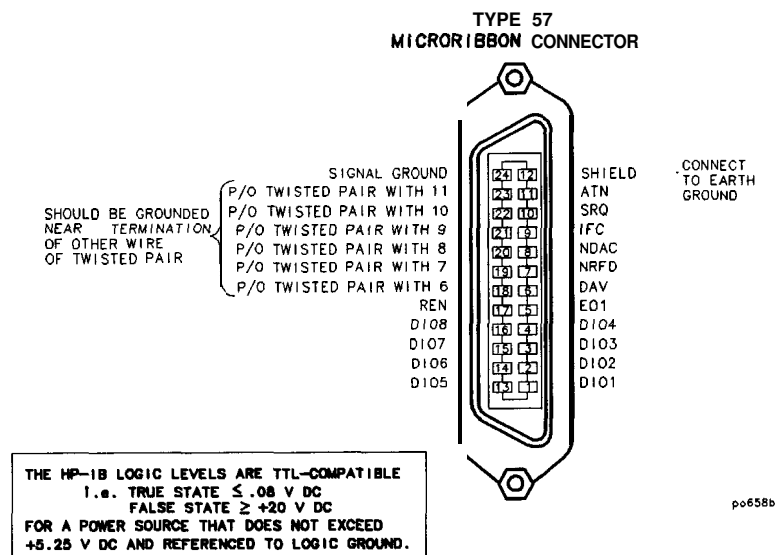 TYPE 57
MICRORIBBON CONNECTOR
SIGNAL GROUND 24 12 SHIELD
CONNECT
TO EARTH
GROUND
P/O TWISTED PAIR WITH 11 23 11 ATN
P/O TWISTED PAIR WITH 10 22 10 SRQ
P/O TWISTED PAIR WITH 9 21 9 IFC
P/O TWISTED PAIR WITH 8 20 8 NDAC
P/O TWISTED PAIR WITH 7 19 7 NRFD
P/O TWISTED PAIR WITH 6 18 6 DAV
SHOULD BE GROUNDED
NEAR TERMINATION
OF OTHER WIRE
OF TWISTED PAIR
REN 17 5 EO1
DIO8 16 4 DIO4
DIO7 15 3 DIO3
DIO6 14 2 DIO2
DIO5 13 1 DIO1
THE HP-IB LOGIC LEVELS ARE TTL-COMPATIBLE
i.e. TRUE STATE ≤ .08 V DC
FALSE STATE ≥ +20 V DC
FOR A POWER SOURCE THAT DOES NOT EXCEED
+5.25 V DC AND REFERENCED TO LOGIC GROUND.
po658b